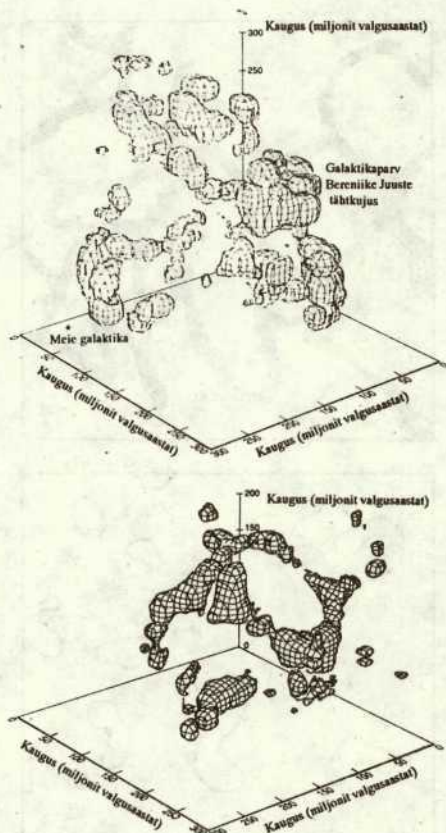 300
Kaugus (miljonit valgusaastat)
250
Galaktikaparv
Bereniike Juuste
tähtkujus
Meie galaktika
Kaugus (miljonit valgusaastat)
Kaugus (miljonit valgusaastat)
200
Kaugus (miljonit valgusaastat)
150
0
Kaugus (miljonit valgusaastat)
Kaugus (miljonit valgusaastat)